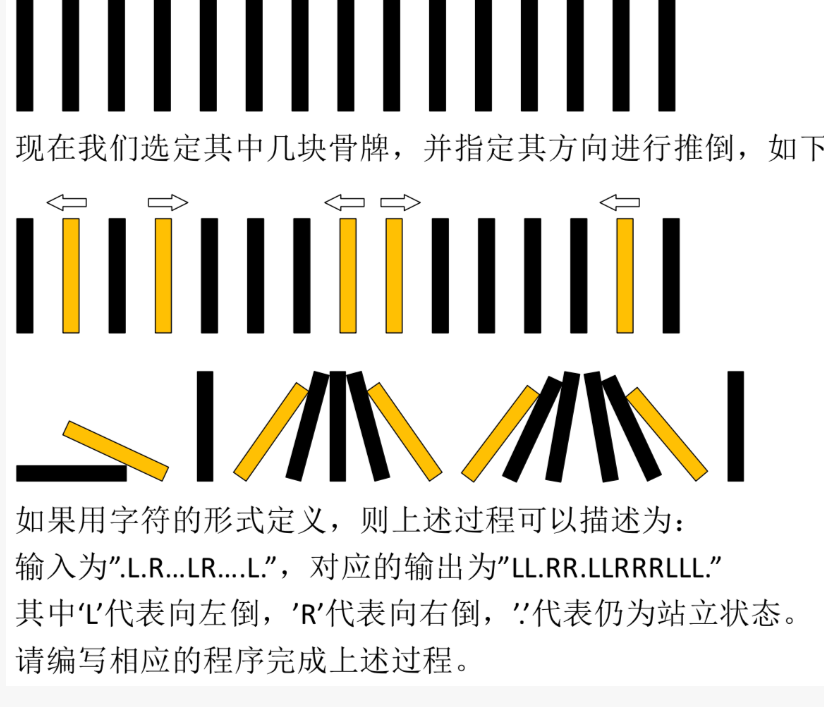 现在我们选定其中几块骨牌，并指定其方向进行推倒，如下
如果用字符的形式定义，则上述过程可以描述为：
输入为”.L.R...LR....L.”，对应的输出为”LL.RR.LLRRRLLL.”
其中‘L’代表向左倒，’R’代表向右倒，’.’代表仍为站立状态。
请编写相应的程序完成上述过程。